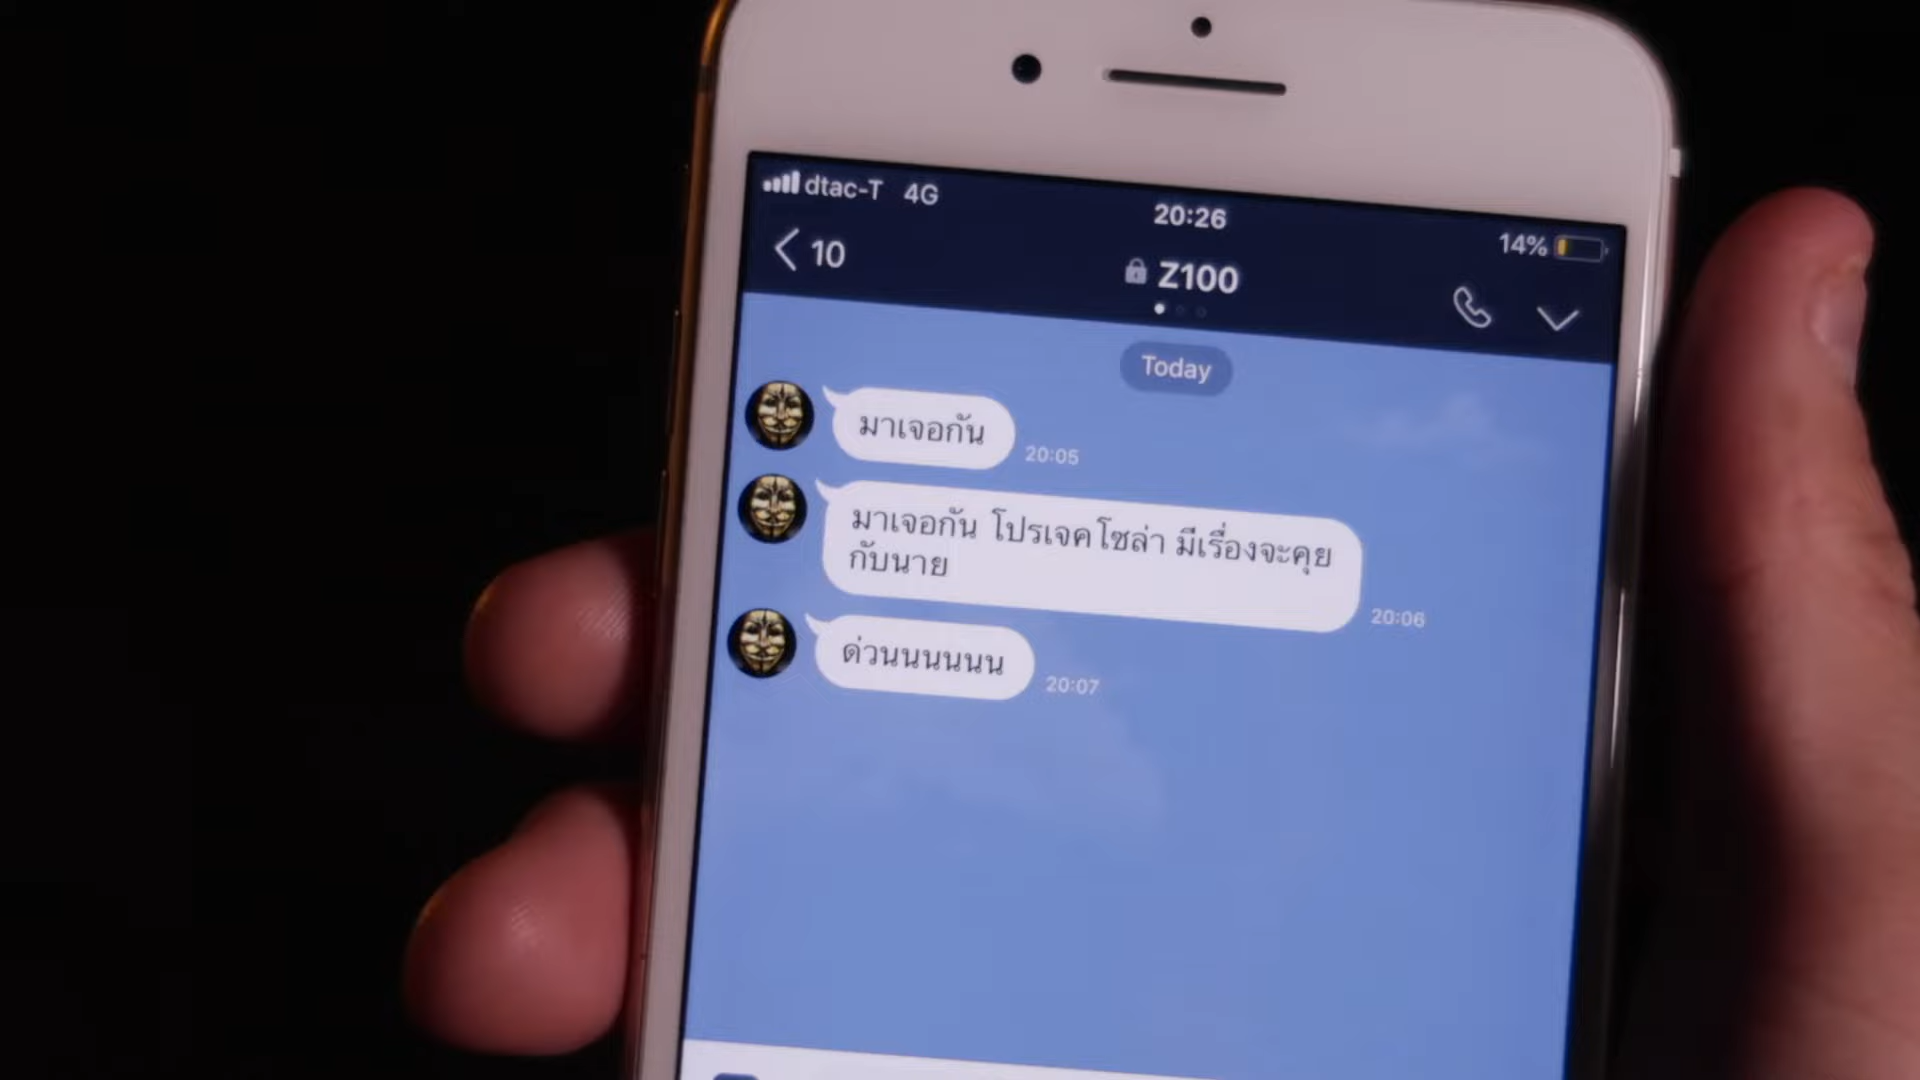 dtac-T 4G
20:26
14%
10
Z100
Today
มาเจอกัน
20:05
มาเจอกัน โปรเจคโซล่า มีเรื่องจะคุย
กับนาย
20:06
ด่วนนนนนน
20:07